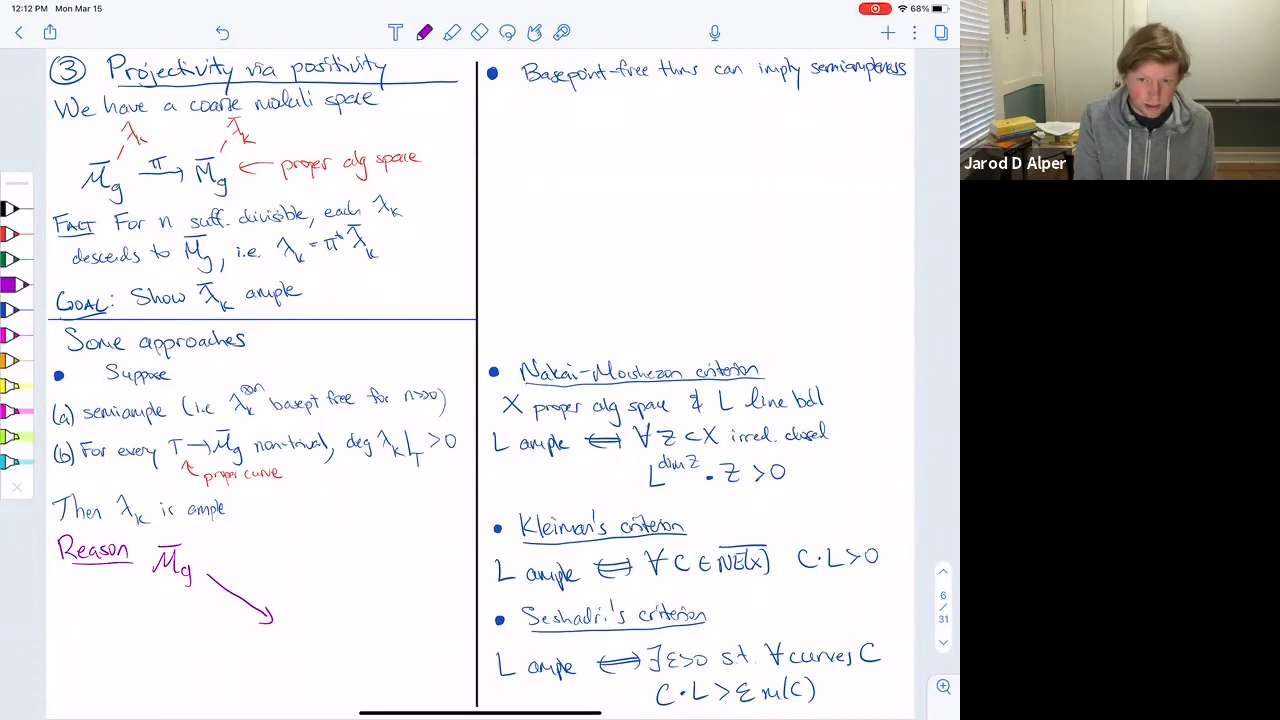 12:12 PM Mon Mar 15
68%
③ Projectivity via positivity
We have a coarse moduli space
λ_k λ̄_k
M̄_g —π→ M̄_g ← proper alg space
FACT For n suff. divisible, each λ_k
descends to M̄_g, i.e. λ_k = π* λ̄_k
GOAL: Show λ̄_k ample
Some approaches
• Suppose
(a) semiample (i.e λ_k^{⊗n} basept free for n>>0)
(b) For every T → M̄_g non-trivial, deg λ_k|_T > 0
proper curve
Then λ_k is ample
Reason M̄_g
• Basepoint-free thms can imply semiampleness
• Nakai-Moishezon criterion
X proper alg space & L line bdl
L ample ⟺ ∀ Z ⊂ X irred. closed
L^{dim Z} · Z > 0
• Kleiman's criterion
L ample ⟺ ∀ C ∈ \overline{NE}(X) C·L > 0
• Seshadri's criterion
L ample ⟺ ∃ε>0 s.t. ∀ curves C
C·L > ε m(C)
6
/
31
Jarod D Alper